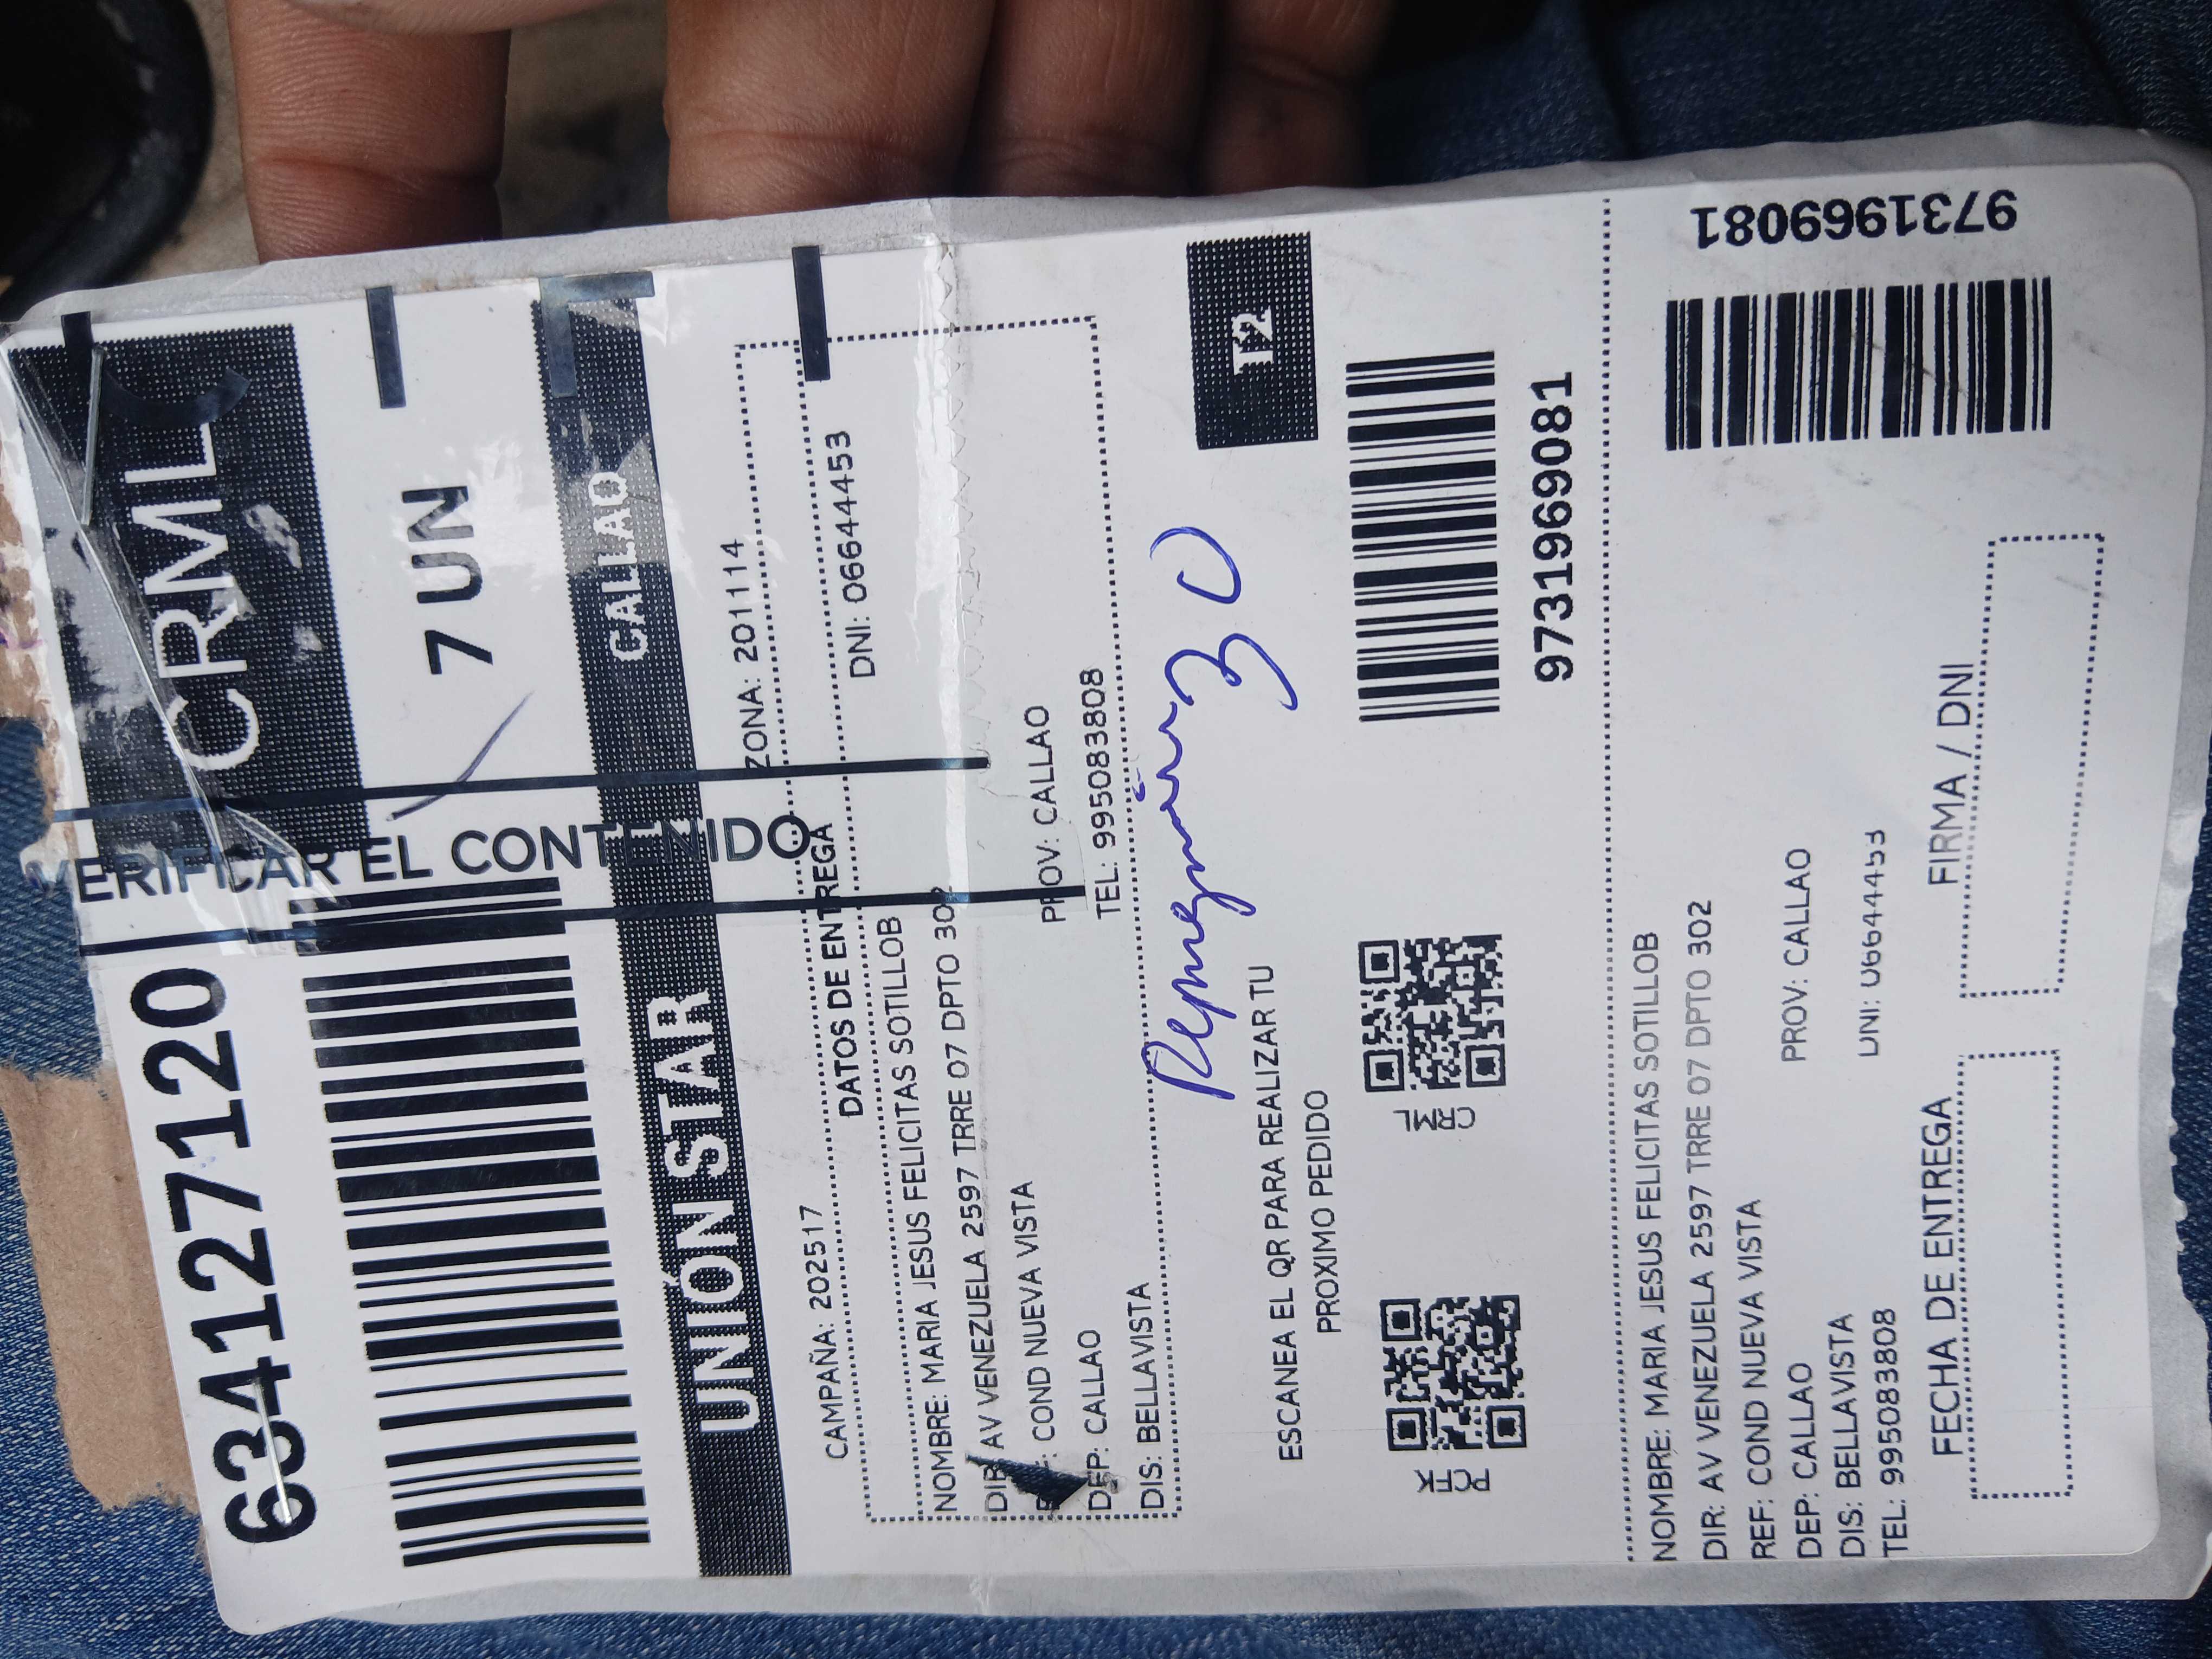 CRML
634127120
7 UN
VERIFICAR EL CONTENIDO
UNIÓN STAR CALLAO
CAMPAÑA: 202517 ZONA: 201114
DATOS DE ENTREGA
NOMBRE: MARIA JESUS FELICITAS SOTILLOB DNI: 06644453
DIR: AV VENEZUELA 2597 TRRE 07 DPTO 302
COND NUEVA VISTA
DEP: CALLAO PROV: CALLAO
DIS: BELLAVISTA TEL: 995083808
30
ESCANEA EL QR PARA REALIZAR TU
PROXIMO PEDIDO
T2
PCFK
CRML
9731969081
9731969081
NOMBRE: MARIA JESUS FELICITAS SOTILLOB
DIR: AV VENEZUELA 2597 TRRE 07 DPTO 302
REF: COND NUEVA VISTA
DEP: CALLAO PROV: CALLAO
DIS: BELLAVISTA
TEL: 995083808 DNI: 06644453
FECHA DE ENTREGA FIRMA / DNI